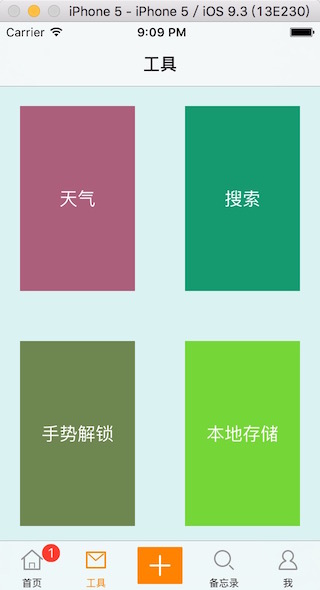 iPhone 5 - iPhone 5 / iOS 9.3 (13E230)
Carrier 9:09 PM
工具
天气 搜索
手势解锁 本地存储
1
首页 工具 备忘录 我